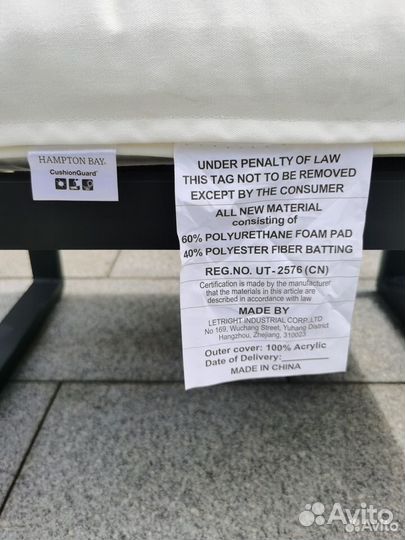 HAMPTON BAY®
CushionGuard™
UNDER PENALTY OF LAW
THIS TAG NOT TO BE REMOVED
EXCEPT BY THE CONSUMER
ALL NEW MATERIAL
consisting of
60% POLYURETHANE FOAM PAD
40% POLYESTER FIBER BATTING
REG.NO. UT-2576 (CN)
Certification is made by the manufacturer
that the materials in this article are
described in accordance with law
MADE BY
LETRIGHT INDUSTRIAL CORP.,LTD
No 169, Wuchang Street, Yuhang District
Hangzhou, Zhejiang, 310023
Outer cover: 100% Acrylic
Date of Delivery:________
MADE IN CHINA
Avito
Avito